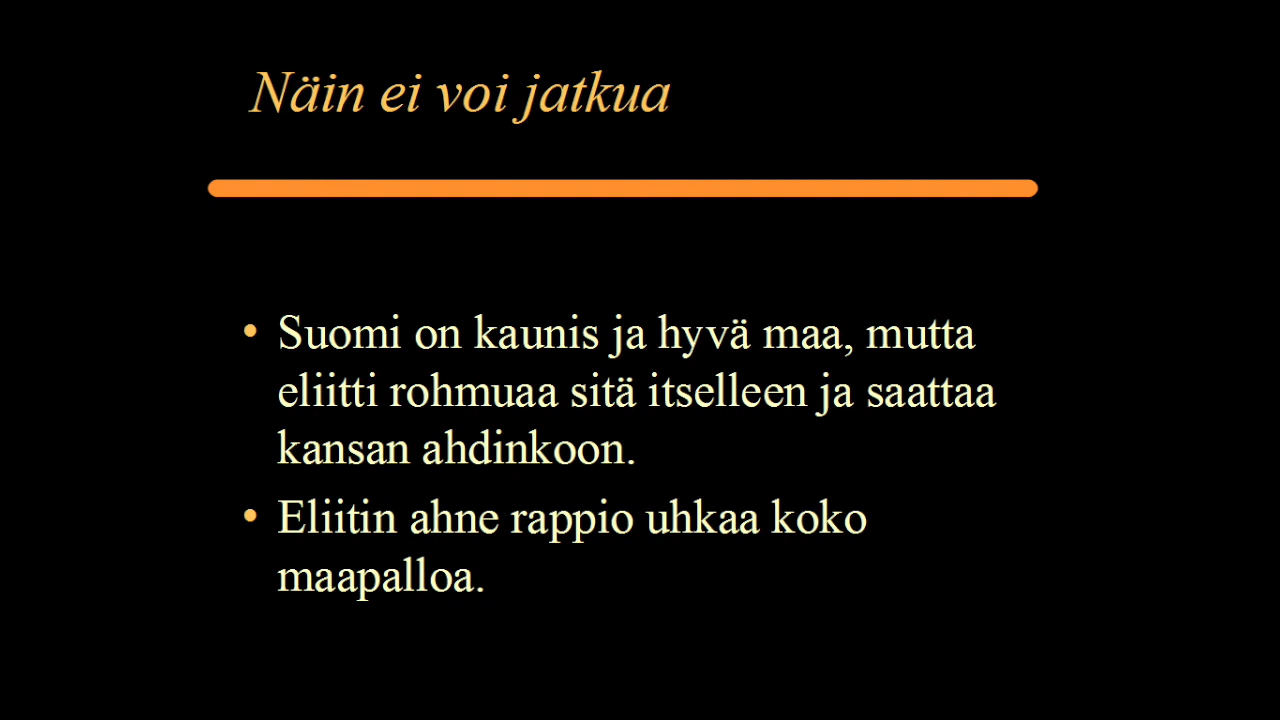 Näin ei voi jatkua
• Suomi on kaunis ja hyvä maa, mutta
eliitti rohmuaa sitä itselleen ja saattaa
kansan ahdinkoon.
• Eliitin ahne rappio uhkaa koko
maapalloa.